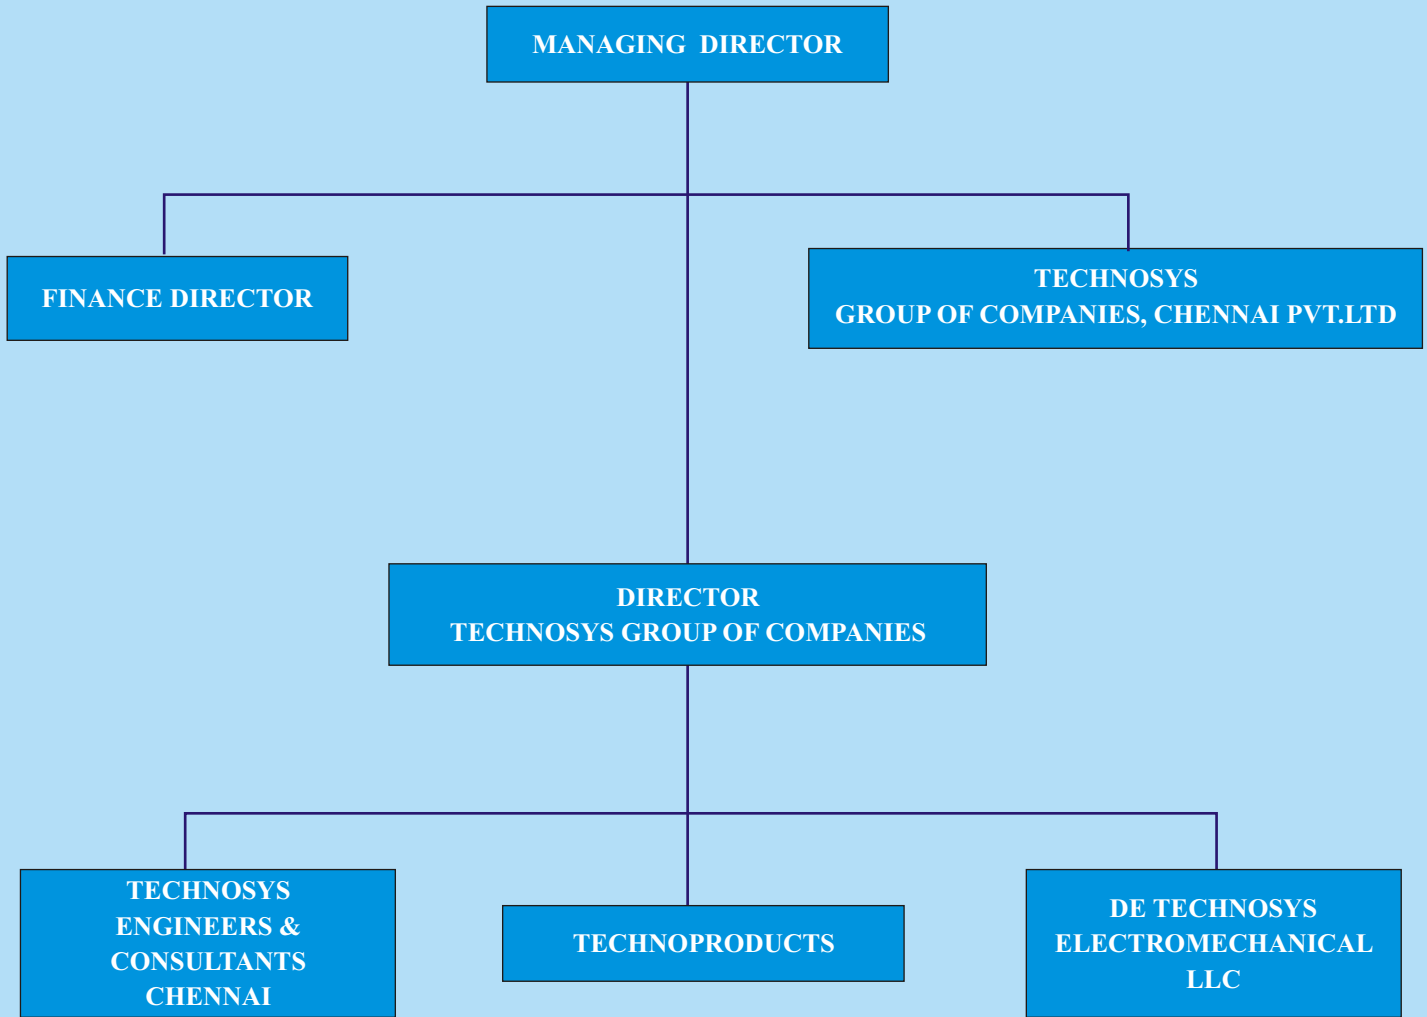 MANAGING DIRECTOR
FINANCE DIRECTOR
TECHNOSYS
GROUP OF COMPANIES, CHENNAI PVT.LTD
DIRECTOR
TECHNOSYS GROUP OF COMPANIES
TECHNOSYS
ENGINEERS &
CONSULTANTS
CHENNAI
TECHNOPRODUCTS
DE TECHNOSYS
ELECTROMECHANICAL
LLC